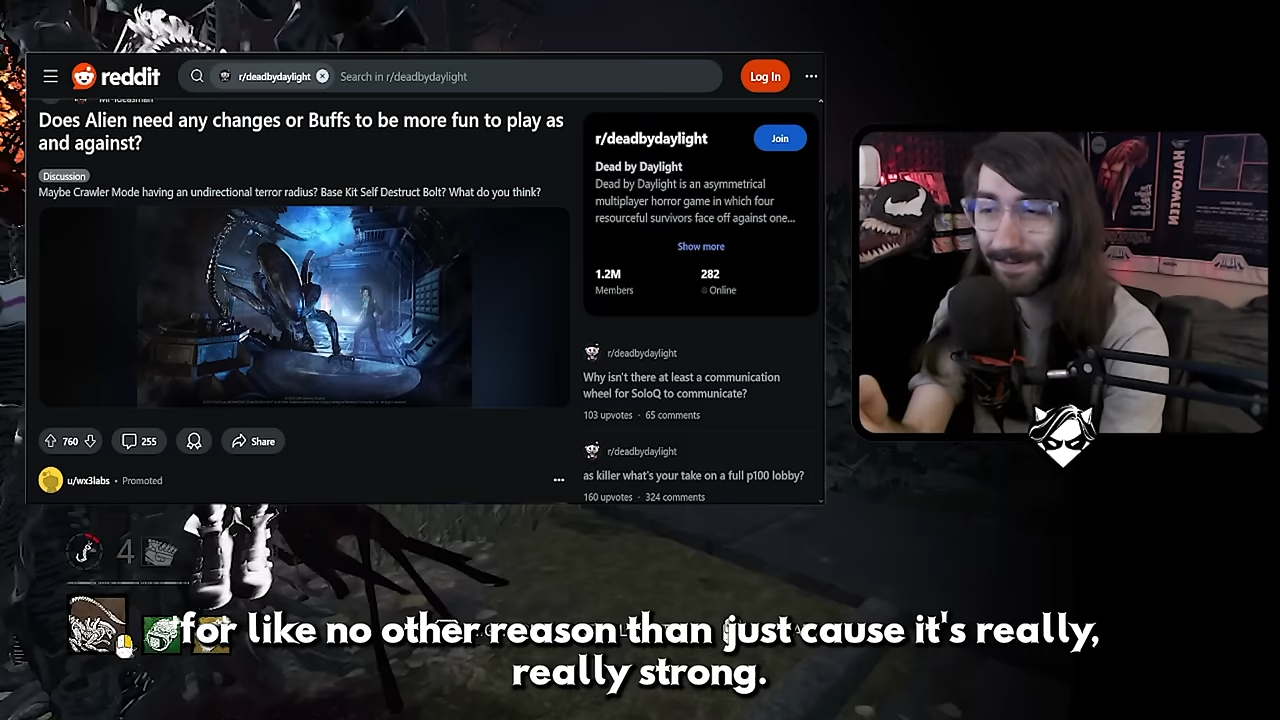 reddit
r/deadbydaylight
Search in r/deadbydaylight
Log In
Does Alien need any changes or Buffs to be more fun to play as
and against?
Discussion
Maybe Crawler Mode having an undirectional terror radius? Base Kit Self Destruct Bolt? What do you think?
760
255
Share
u/wx3labs • Promoted
r/deadbydaylight
Join
Dead by Daylight
Dead by Daylight is an asymmetrical
multiplayer horror game in which four
resourceful survivors face off against one...
Show more
1.2M
282
Members
Online
r/deadbydaylight
Why isn't there at least a communication
wheel for SoloQ to communicate?
103 upvotes · 65 comments
r/deadbydaylight
as killer what's your take on a full p100 lobby?
160 upvotes · 324 comments
HALLOWEEN
4
for like no other reason than just cause it's really,
really strong.